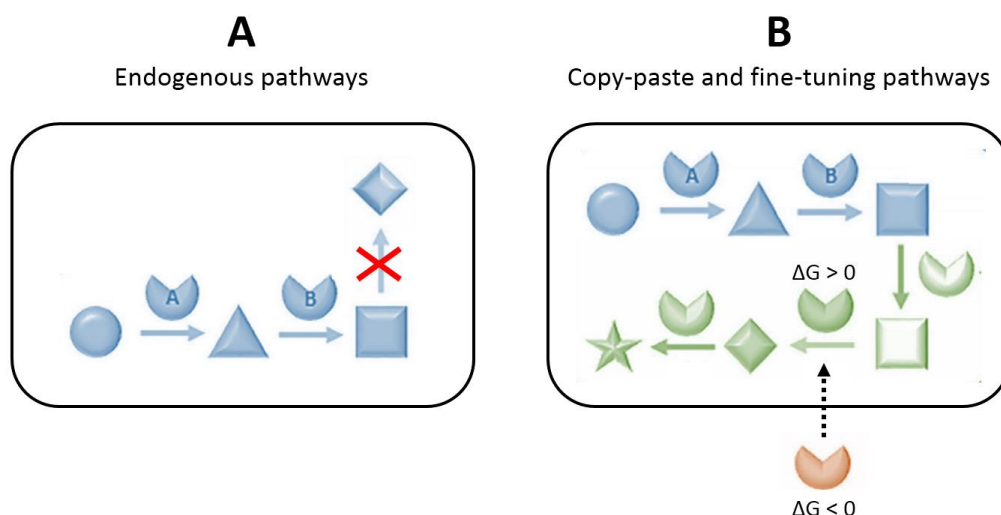 A
Endogenous pathways
A
B
B
Copy-paste and fine-tuning pathways
A
B
ΔG > 0
ΔG < 0